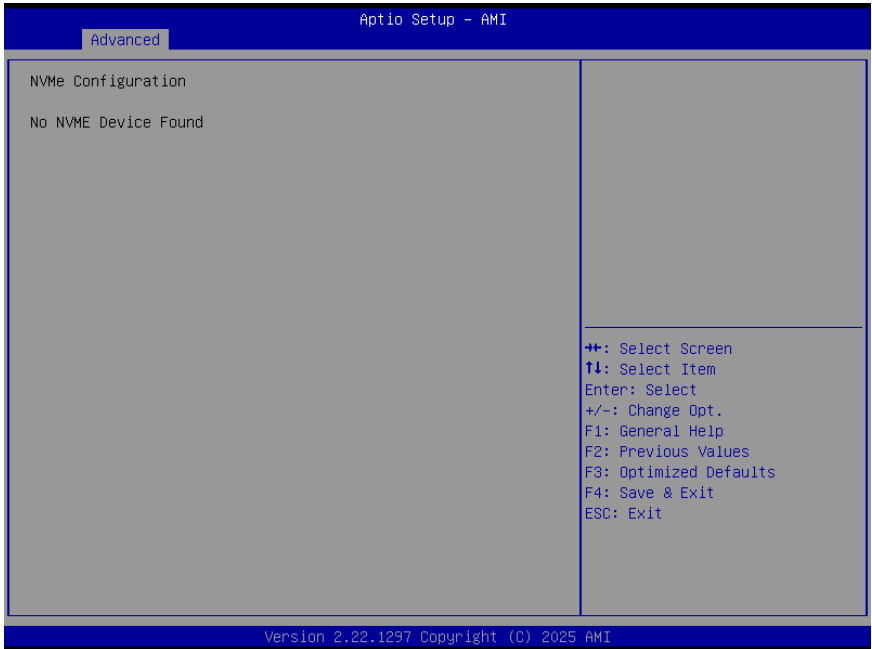 Aptio Setup – AMI
Advanced
NVMe Configuration
No NVME Device Found
→←: Select Screen
↑↓: Select Item
Enter: Select
+/-: Change Opt.
F1: General Help
F2: Previous Values
F3: Optimized Defaults
F4: Save & Exit
ESC: Exit
Version 2.22.1297 Copyright (C) 2025 AMI